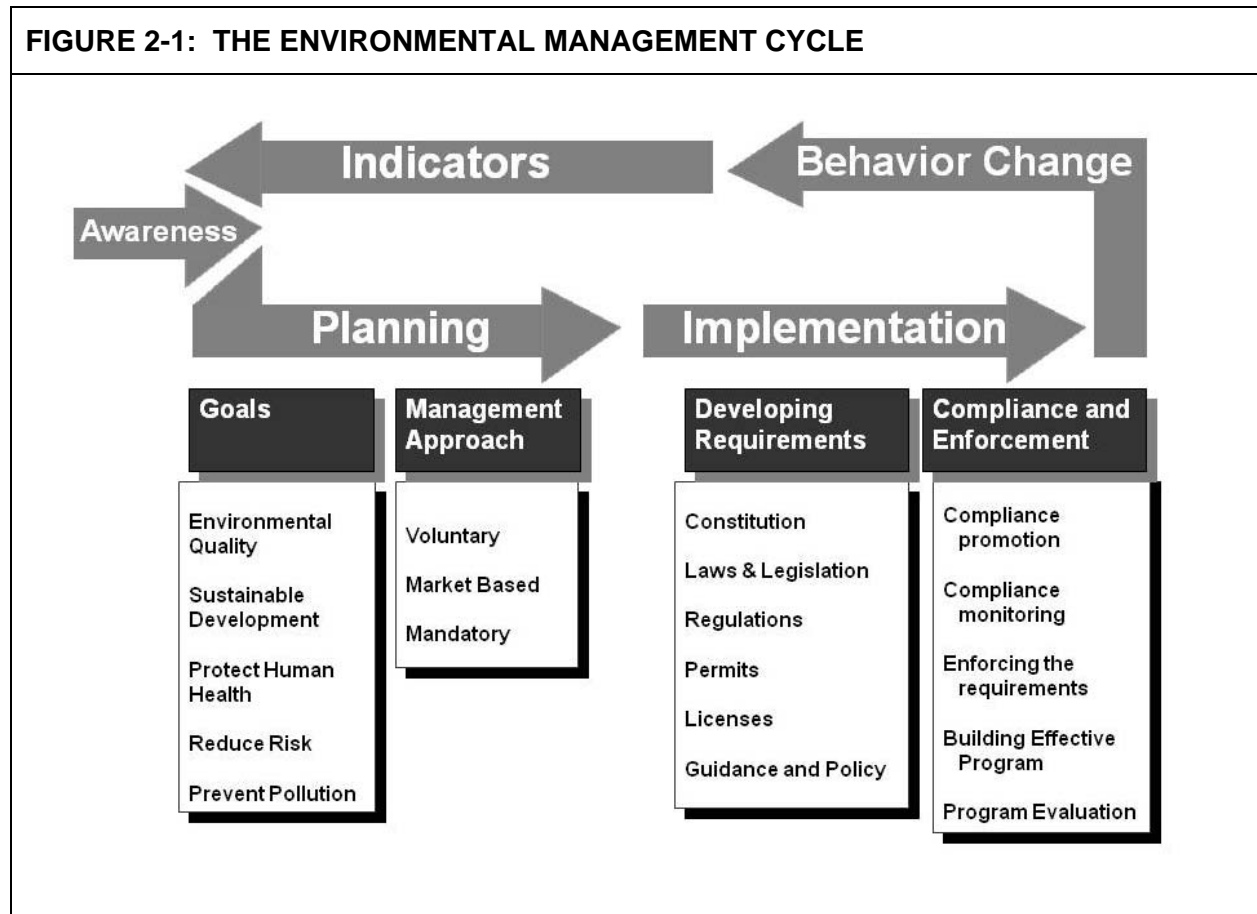 FIGURE 2-1: THE ENVIRONMENTAL MANAGEMENT CYCLE
Indicators
Behavior Change
Awareness
Planning
Implementation
Goals
Environmental
Quality
Sustainable
Development
Protect Human
Health
Reduce Risk
Prevent Pollution
Management
Approach
Voluntary
Market Based
Mandatory
Developing
Requirements
Constitution
Laws & Legislation
Regulations
Permits
Licenses
Guidance and Policy
Compliance and
Enforcement
Compliance
promotion
Compliance
monitoring
Enforcing the
requirements
Building Effective
Program
Program Evaluation